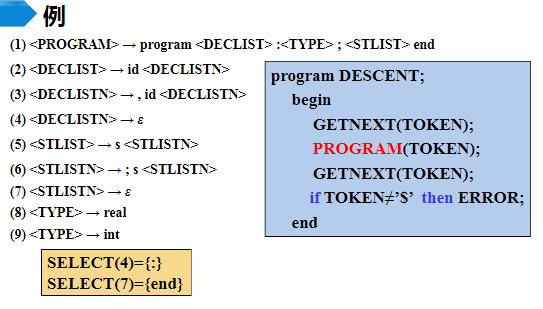 例
(1) <PROGRAM> → program <DECLIST> :<TYPE> ; <STLIST> end
(2) <DECLIST> → id <DECLISTN>
(3) <DECLISTN> → , id <DECLISTN>
(4) <DECLISTN> → ε
(5) <STLIST> → s <STLISTN>
(6) <STLISTN> → ; s <STLISTN>
(7) <STLISTN> → ε
(8) <TYPE> → real
(9) <TYPE> → int
SELECT(4)={:}
SELECT(7)={end}
program DESCENT;
begin
GETNEXT(TOKEN);
PROGRAM(TOKEN);
GETNEXT(TOKEN);
if TOKEN≠’$’ then ERROR;
end